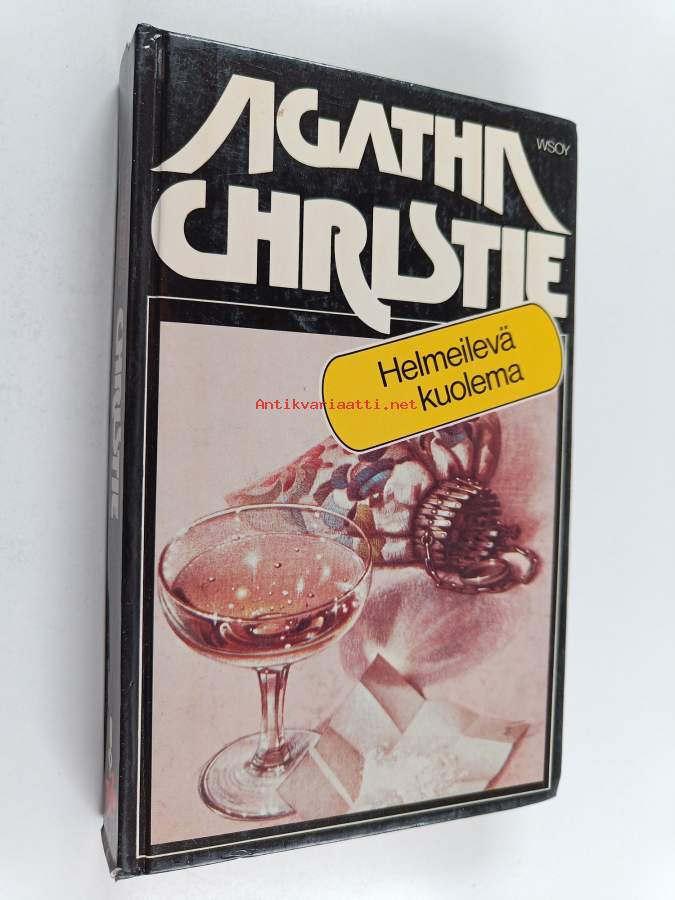 AGATHA
WSOY
CHRISTIE
Helmeilevä
kuolema
Antikvariaatti.net
CHRISTIE